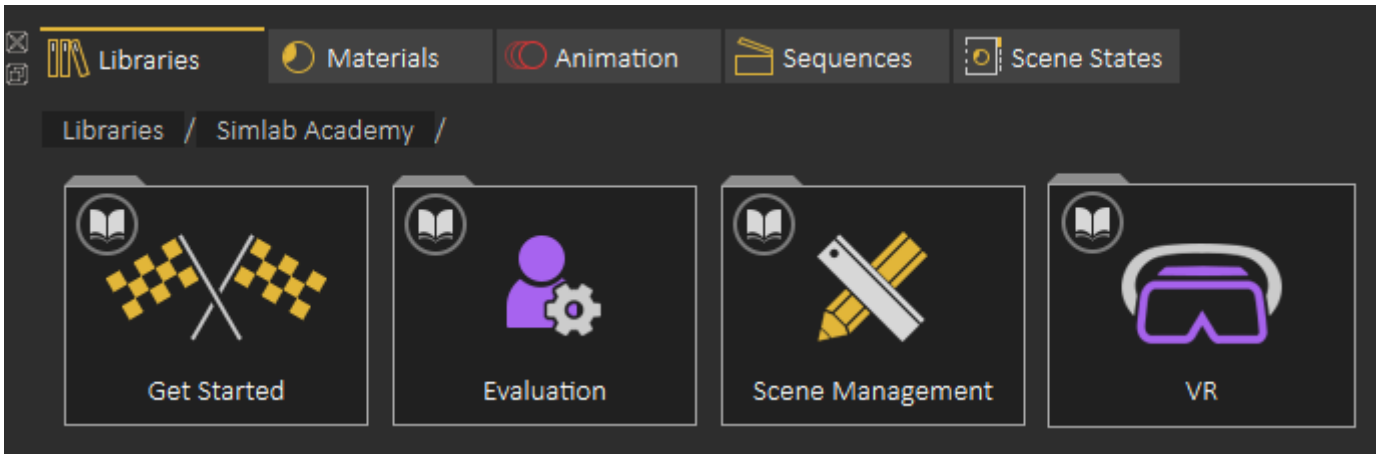 Libraries Materials Animation Sequences Scene States
Libraries / Simlab Academy /
Get Started Evaluation Scene Management VR